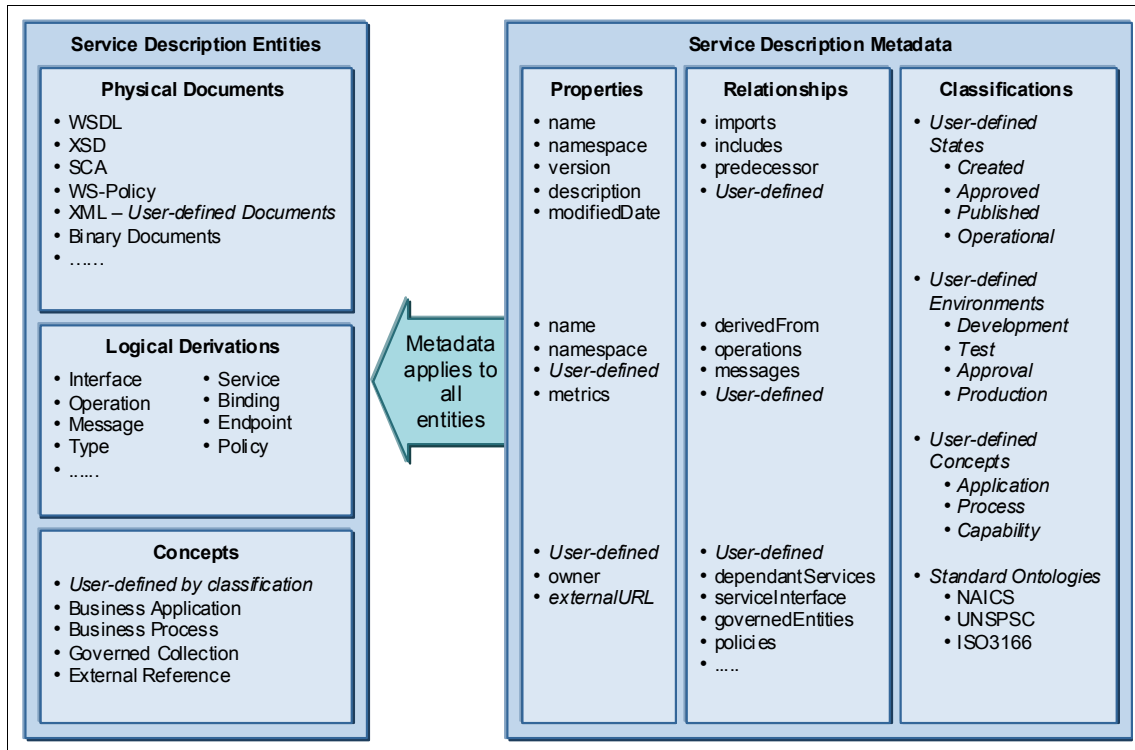 Service Description Entities
Physical Documents
• WSDL
• XSD
• SCA
• WS-Policy
• XML – User-defined Documents
• Binary Documents
• ......
Logical Derivations
• Interface
• Operation
• Message
• Type
• ......
• Service
• Binding
• Endpoint
• Policy
Concepts
• User-defined by classification
• Business Application
• Business Process
• Governed Collection
• External Reference
Metadata
applies to
all
entities
Service Description Metadata
Properties
• name
• namespace
• version
• description
• modifiedDate
• name
• namespace
• User-defined
• metrics
• User-defined
• owner
• externalURL
Relationships
• imports
• includes
• predecessor
• User-defined
• derivedFrom
• operations
• messages
• User-defined
• User-defined
• dependantServices
• serviceInterface
• governedEntities
• policies
• .....
Classifications
• User-defined
States
• Created
• Approved
• Published
• Operational
• User-defined
Environments
• Development
• Test
• Approval
• Production
• User-defined
Concepts
• Application
• Process
• Capability
• Standard Ontologies
• NAICS
• UNSPSC
• ISO3166